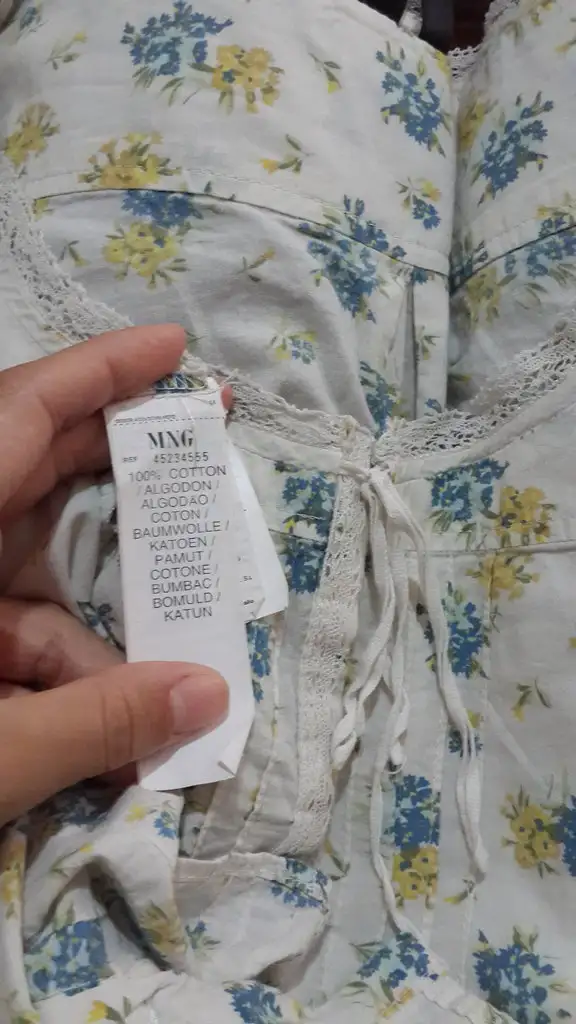 MNG
REF 45234555
100% COTTON
/ ALGODON /
ALGODAO /
COTON /
BAUMWOLLE /
KATOEN /
PAMUT /
COTONE /
BUMBAC /
BOMULD /
KATUN